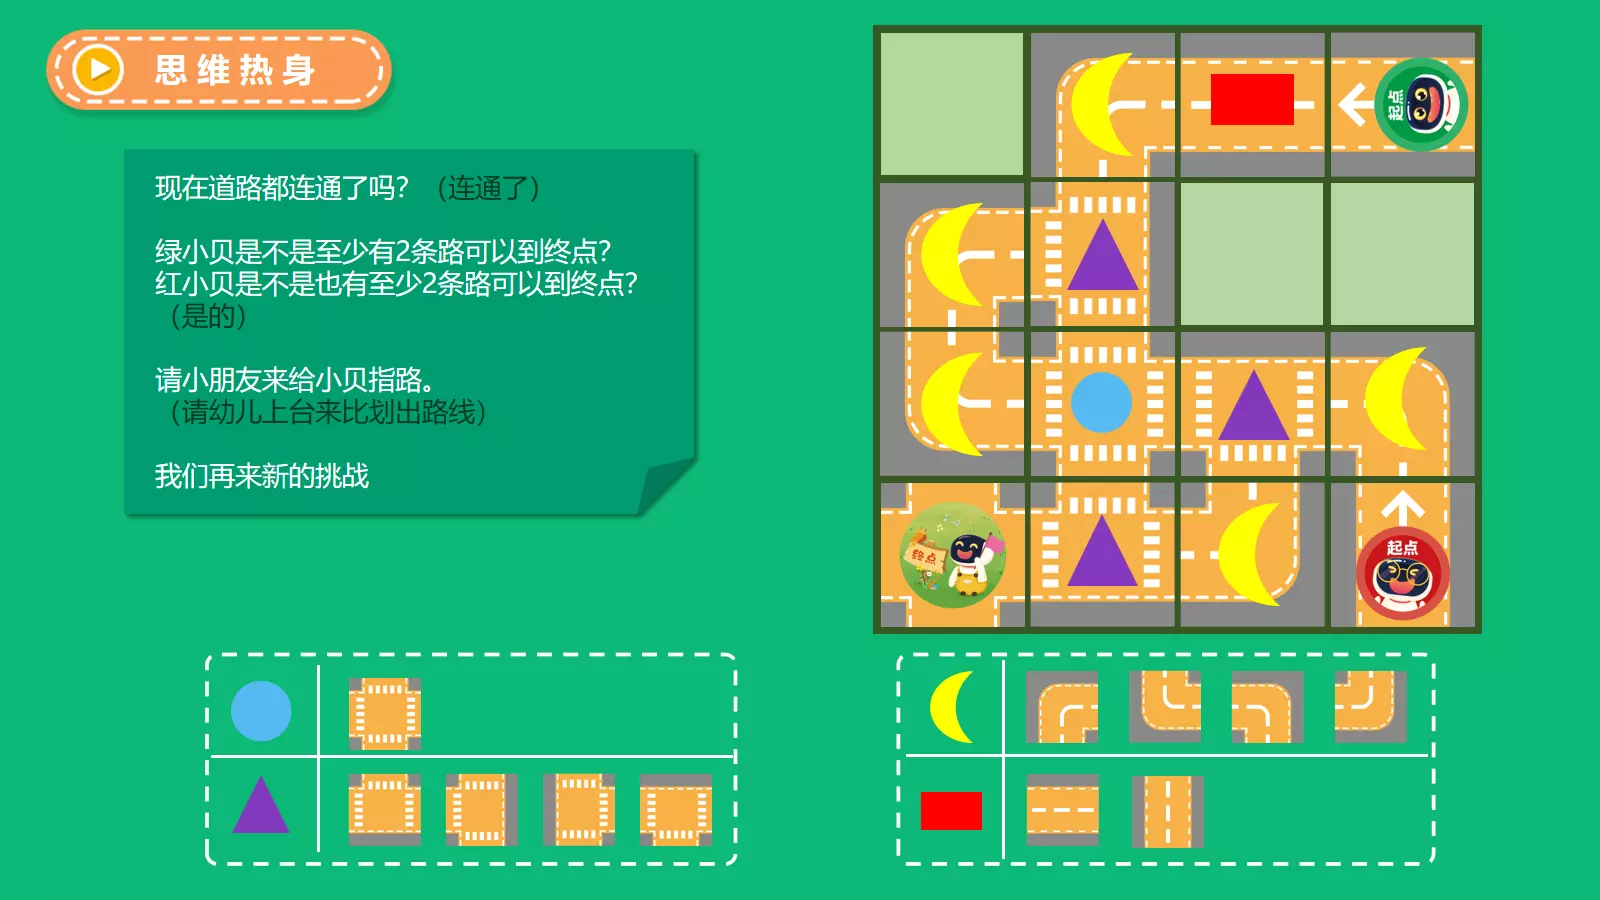 思维热身
现在道路都连通了吗？（连通了）
绿小贝是不是至少有2条路可以到终点？
红小贝是不是也有至少2条路可以到终点？
（是的）
请小朋友来给小贝指路。
（请幼儿上台来比划出路线）
我们再来新的挑战
起点
终点
起点